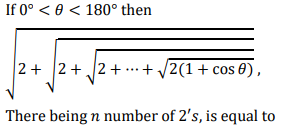 If 0° < θ < 180° then
√(2 + √(2 + √(2 + ⋯ + √(2(1 + cos θ))))) ,
There being n number of 2's, is equal to